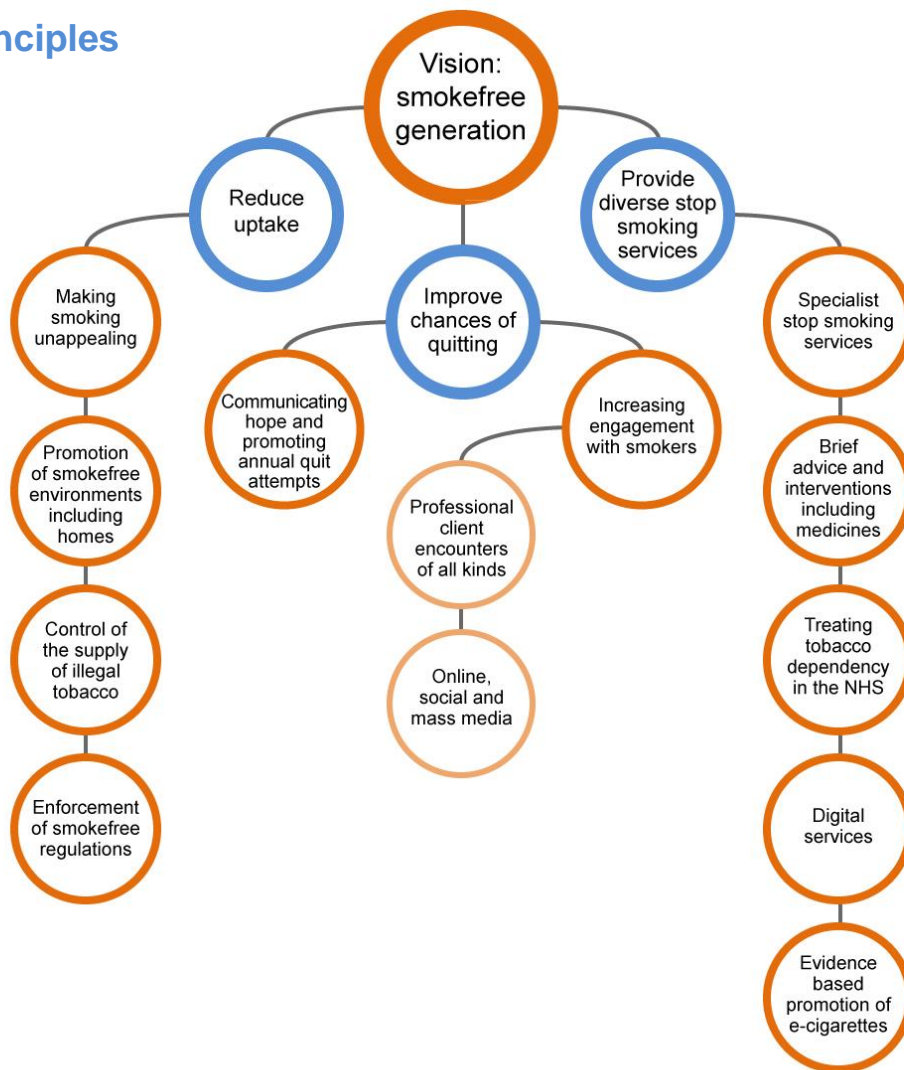 nciples
Vision:
smokefree
generation
Reduce
uptake
Provide
diverse stop
smoking
services
Improve
chances of
quitting
Making
smoking
unappealing
Promotion
of smokefree
environments
including
homes
Control of
the supply
of illegal
tobacco
Enforcement
of smokefree
regulations
Communicating
hope and
promoting
annual quit
attempts
Increasing
engagement
with smokers
Professional
client
encounters
of all kinds
Online,
social and
mass media
Specialist
stop smoking
services
Brief
advice and
interventions
including
medicines
Treating
tobacco
dependency
in the NHS
Digital
services
Evidence
based
promotion of
e-cigarettes